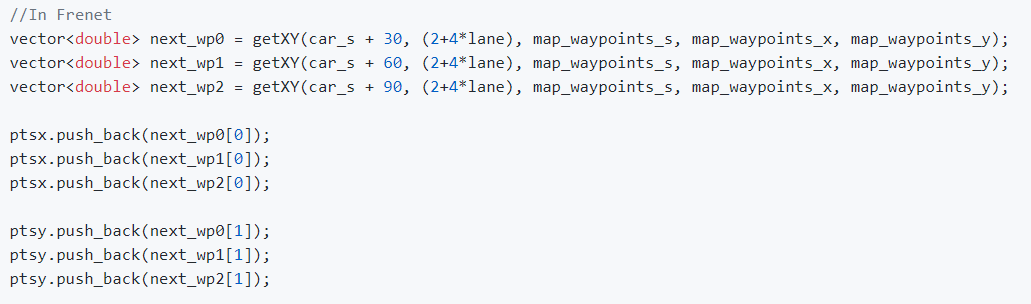 //In Frenet
vector<double> next_wp0 = getXY(car_s + 30, (2+4*lane), map_waypoints_s, map_waypoints_x, map_waypoints_y);
vector<double> next_wp1 = getXY(car_s + 60, (2+4*lane), map_waypoints_s, map_waypoints_x, map_waypoints_y);
vector<double> next_wp2 = getXY(car_s + 90, (2+4*lane), map_waypoints_s, map_waypoints_x, map_waypoints_y);
ptsx.push_back(next_wp0[0]);
ptsx.push_back(next_wp1[0]);
ptsx.push_back(next_wp2[0]);
ptsy.push_back(next_wp0[1]);
ptsy.push_back(next_wp1[1]);
ptsy.push_back(next_wp2[1]);